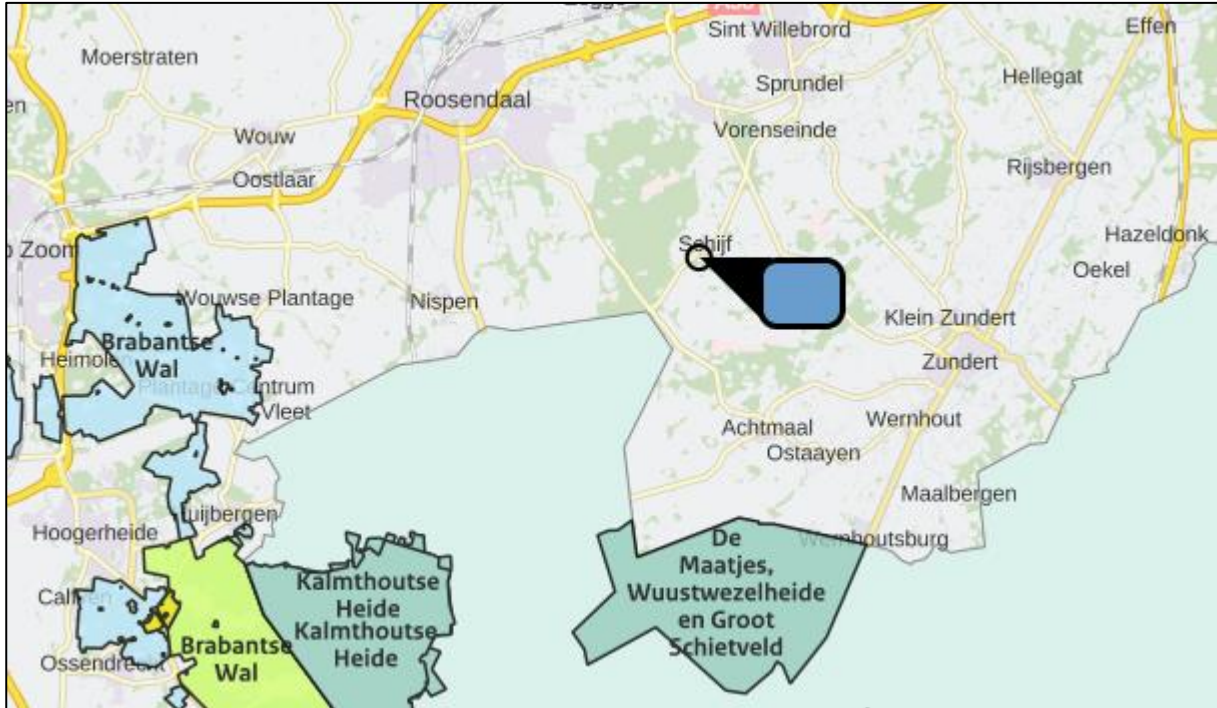 Sint Willebrord
Effen
Moerstraten
Hellegat
Sprundel
Roosendaal
Vorenseinde
Wouw
Rijsbergen
Oostlaar
Hazeldonk
Schijf
Zoom
Oekel
Wouwse Plantage
Nispen
Klein Zundert
Brabantse
Wal
Zundert
Vleet
Wernhout
Achtmaal
Ostaayen
Maalbergen
Hoogerheide
De
Maatjes,
Wuustwezelheide
en Groot
Schietveld
Kalmthoutse
Heide
Kalmthoutse
Heide
Brabantse
Wal